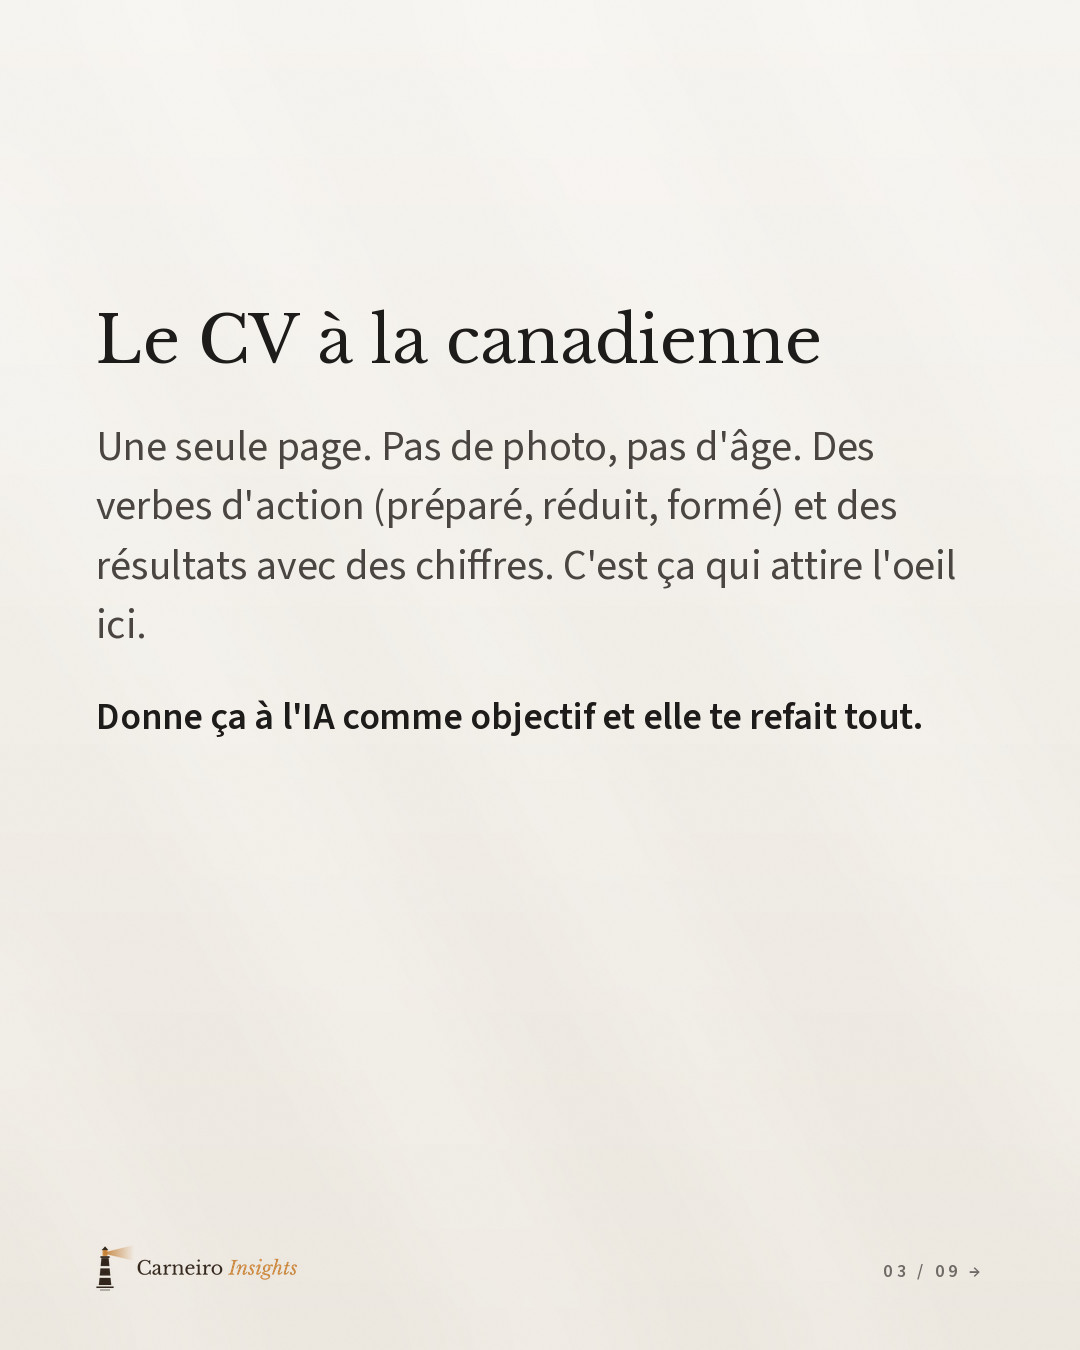 Le CV à la canadienne
Une seule page. Pas de photo, pas d'âge. Des
verbes d'action (préparé, réduit, formé) et des
résultats avec des chiffres. C'est ça qui attire l'oeil
ici.
Donne ça à l'IA comme objectif et elle te refait tout.
Carneiro Insights
03 / 09 →